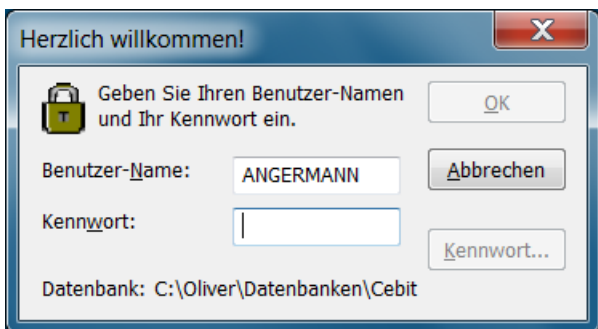 Herzlich willkommen!
X
T
Geben Sie Ihren Benutzer-Namen
und Ihr Kennwort ein.
OK
Benutzer-Name:
ANGERMANN
Abbrechen
Kennwort:
Kennwort...
Datenbank: C:\Oliver\Datenbanken\Cebit